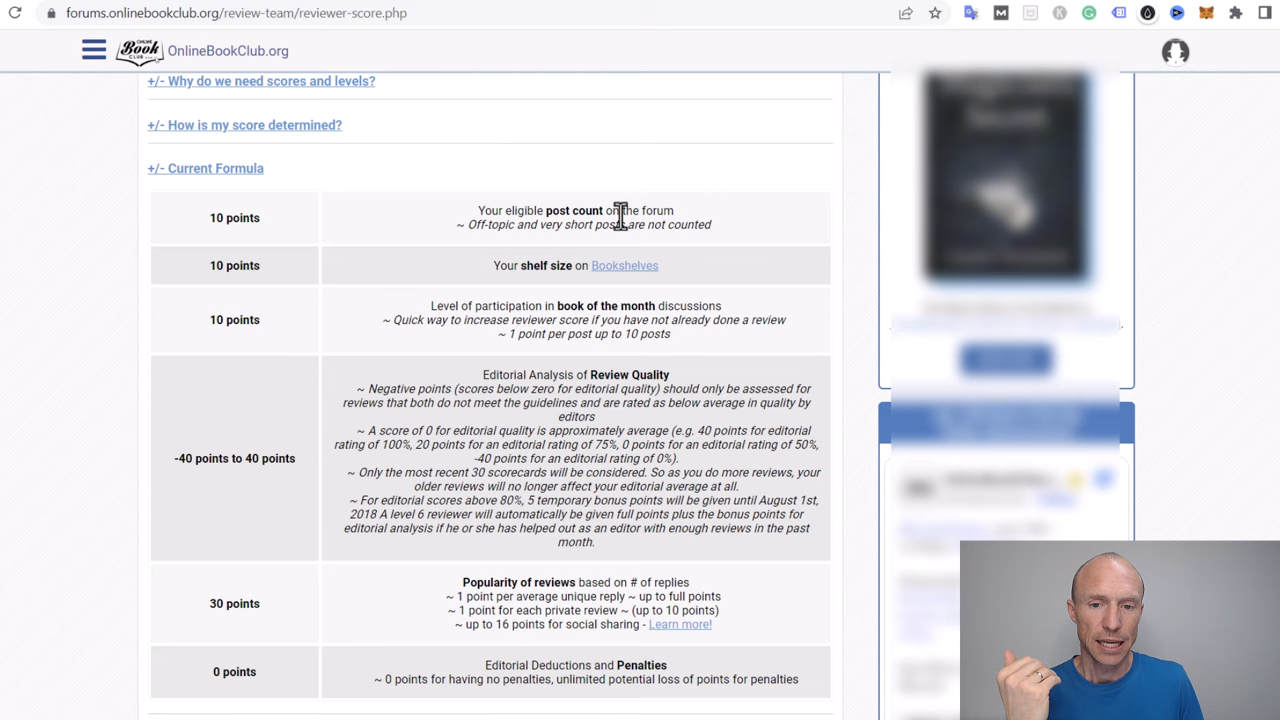 forums.onlinebookclub.org/review-team/reviewer-score.php
ONLINE Book CLUB OnlineBookClub.org
+/- Why do we need scores and levels?
+/- How is my score determined?
+/- Current Formula
10 points
Your eligible post count on the forum
~ Off-topic and very short posts are not counted
10 points
Your shelf size on Bookshelves
10 points
Level of participation in book of the month discussions
~ Quick way to increase reviewer score if you have not already done a review
~ 1 point per post up to 10 posts
-40 points to 40 points
Editorial Analysis of Review Quality
~ Negative points (scores below zero for editorial quality) should only be assessed for
reviews that both do not meet the guidelines and are rated as below average in quality by
editors
~ A score of 0 for editorial quality is approximately average (e.g. 40 points for editorial
rating of 100%, 20 points for an editorial rating of 75%, 0 points for an editorial rating of 50%,
-40 points for an editorial rating of 0%).
~ Only the most recent 30 scorecards will be considered. So as you do more reviews, your
older reviews will no longer affect your editorial average at all.
~ For editorial scores above 80%, 5 temporary bonus points will be given until August 1st,
2018 A level 6 reviewer will automatically be given full points plus the bonus points for
editorial analysis if he or she has helped out as an editor with enough reviews in the past
month.
30 points
Popularity of reviews based on # of replies
~ 1 point per average unique reply ~ up to full points
~ 1 point for each private review ~ (up to 10 points)
~ up to 16 points for social sharing - Learn more!
0 points
Editorial Deductions and Penalties
~ 0 points for having no penalties, unlimited potential loss of points for penalties